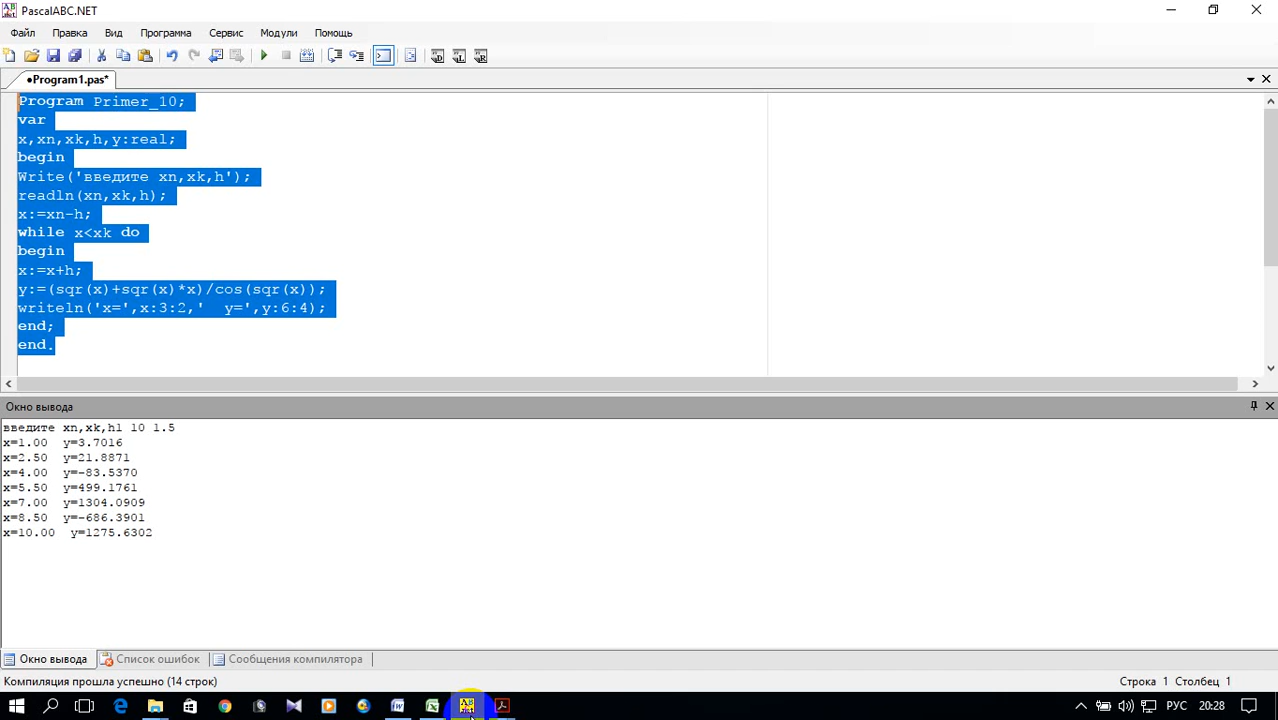 PascalABC.NET
Файл Правка Вид Программа Сервис Модули Помощь
•Program1.pas*
Program Primer_10;
var
x,xn,xk,h,y:real;
begin
Write('введите xn,xk,h');
readln(xn,xk,h);
x:=xn-h;
while x<xk do
begin
x:=x+h;
y:=(sqr(x)+sqr(x)*x)/cos(sqr(x));
writeln('x=',x:3:2,'  y=',y:6:4);
end;
end.
Окно вывода
введите xn,xk,h1 10 1.5
x=1.00  y=3.7016
x=2.50  y=21.8871
x=4.00  y=-83.5370
x=5.50  y=499.1761
x=7.00  y=1304.0909
x=8.50  y=-686.3901
x=10.00  y=1275.6302
Окно вывода Список ошибок Сообщения компилятора
Компиляция прошла успешно (14 строк) Строка 1 Столбец 1
РУС 20:28